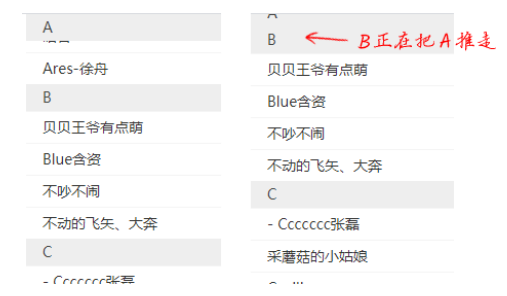 A
Ares-徐舟
B
贝贝王爷有点萌
Blue含资
不吵不闹
不动的飞矢、大奔
C
- Ccccccc张磊
A
B
B正在把A推走
贝贝王爷有点萌
Blue含资
不吵不闹
不动的飞矢、大奔
C
- Ccccccc张磊
采蘑菇的小姑娘